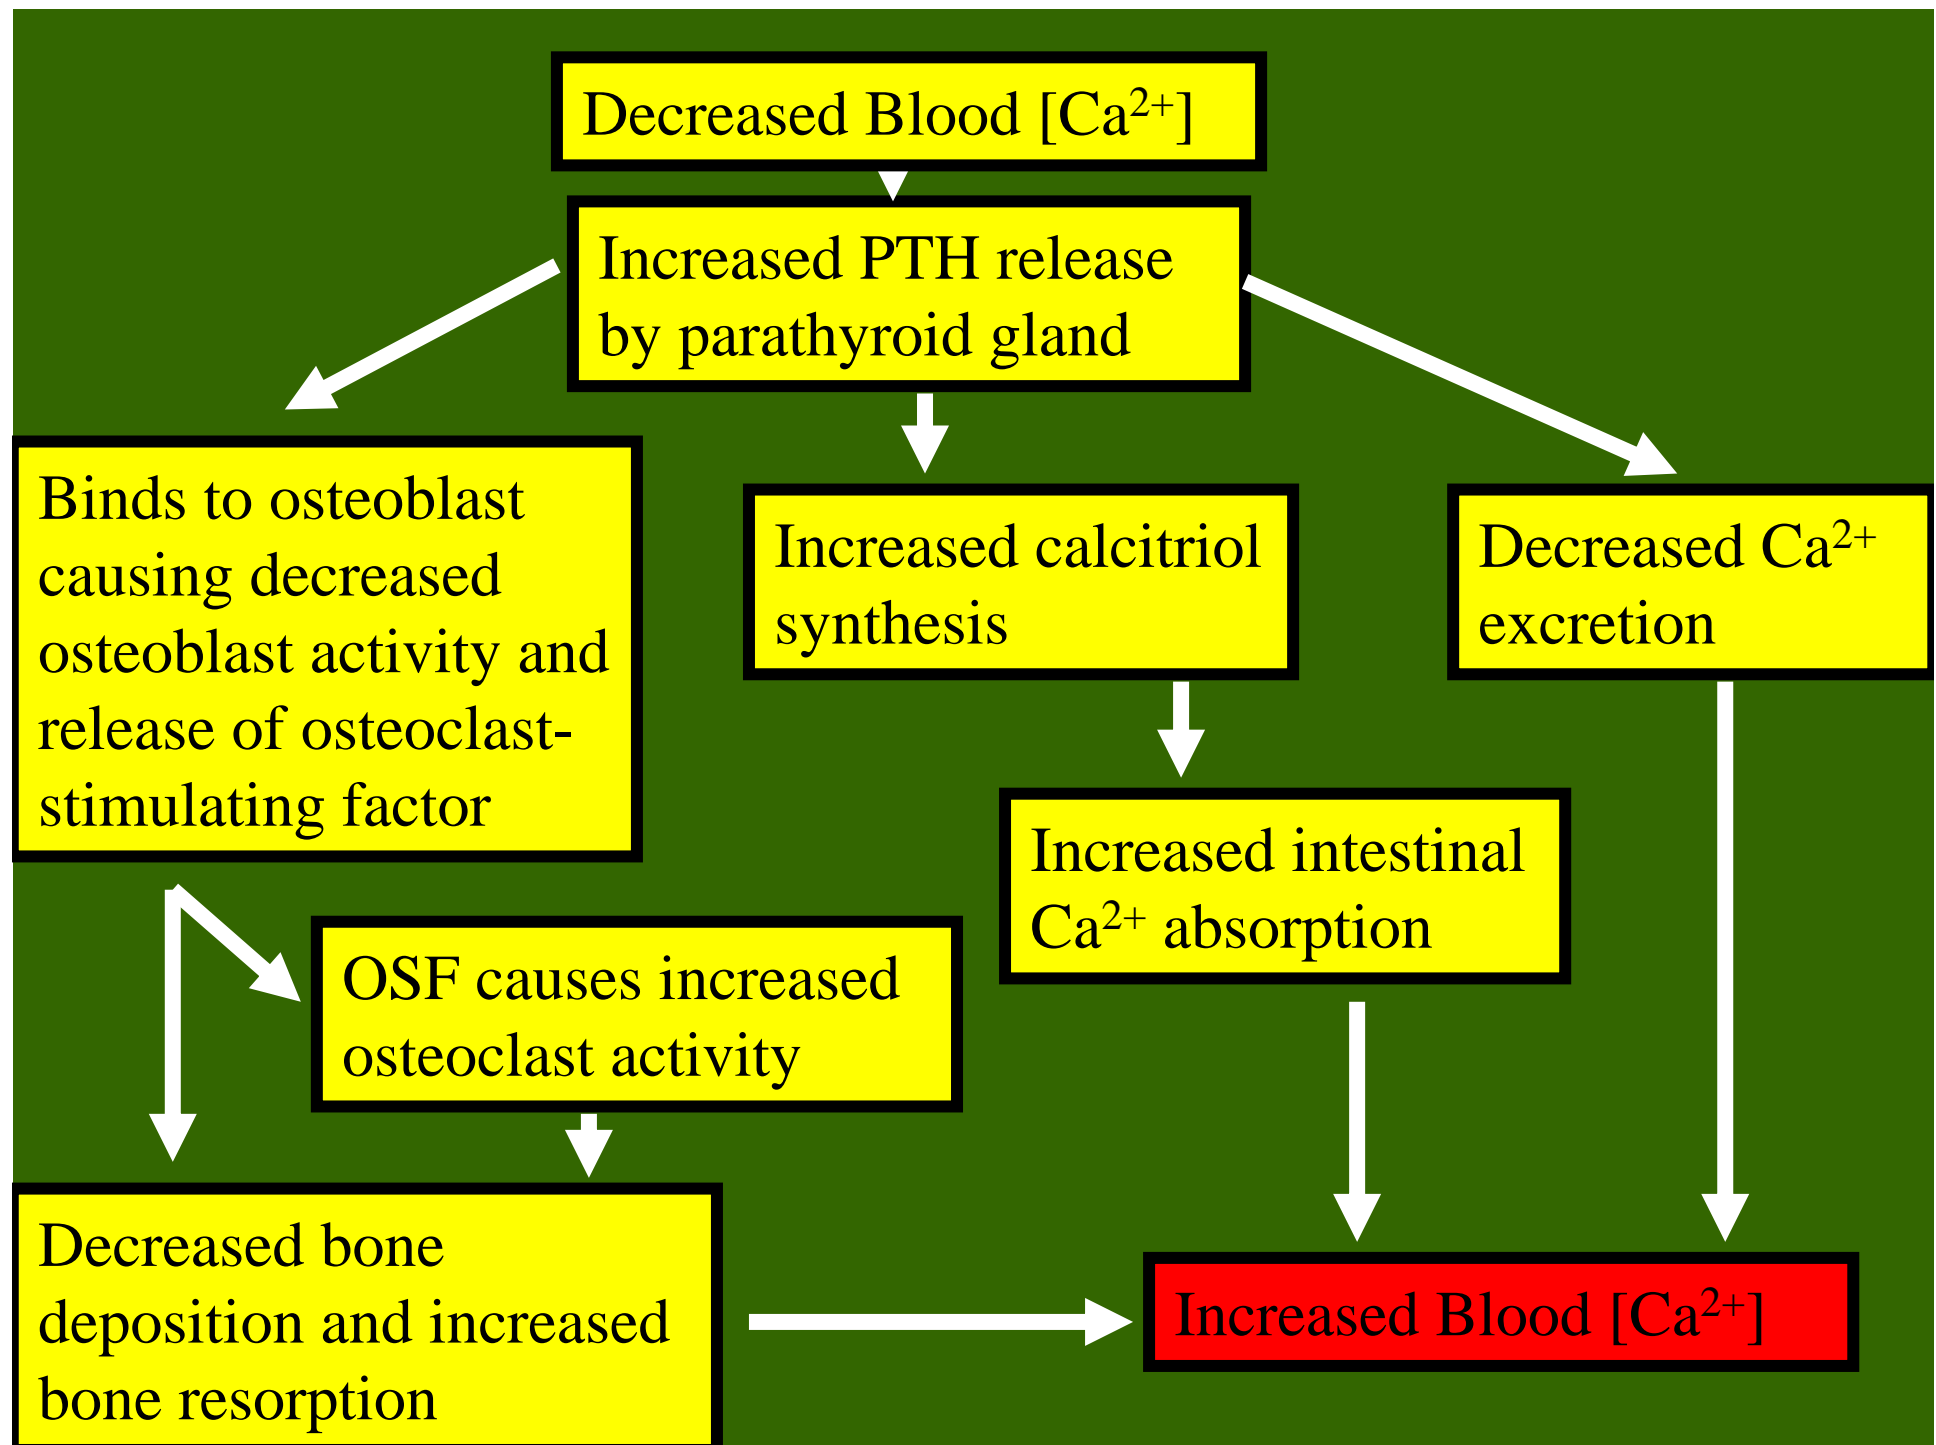 Decreased Blood [Ca²⁺]
Increased PTH release
by parathyroid gland
Binds to osteoblast
causing decreased
osteoblast activity and
release of osteoclast-
stimulating factor
Increased calcitriol
synthesis
Decreased Ca²⁺
excretion
Increased intestinal
Ca²⁺ absorption
OSF causes increased
osteoclast activity
Decreased bone
deposition and increased
bone resorption
Increased Blood [Ca²⁺]